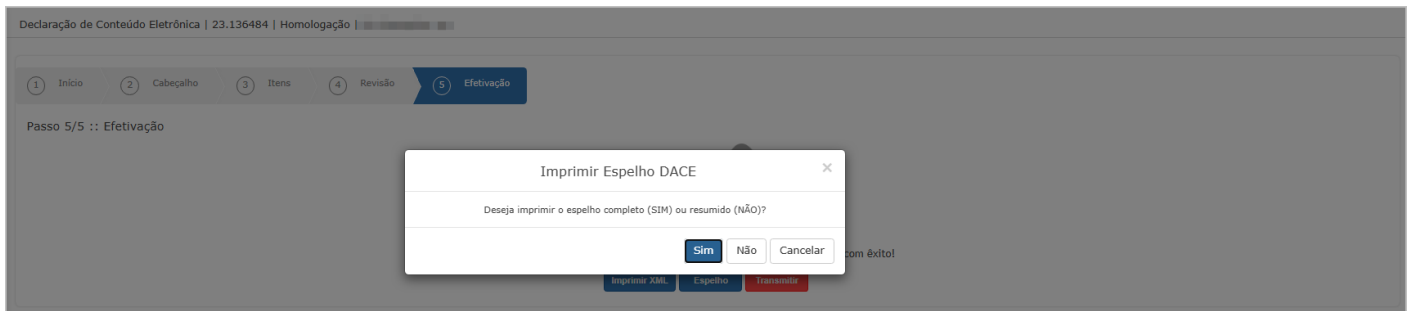 Declaração de Conteúdo Eletrônica | 23.136484 | Homologação |
1 Início 2 Cabeçalho 3 Itens 4 Revisão 5 Efetivação
Passo 5/5 :: Efetivação
Imprimir Espelho DACE ×
Deseja imprimir o espelho completo (SIM) ou resumido (NÃO)?
Sim Não Cancelar
com êxito!
Imprimir XML Espelho Transmitir